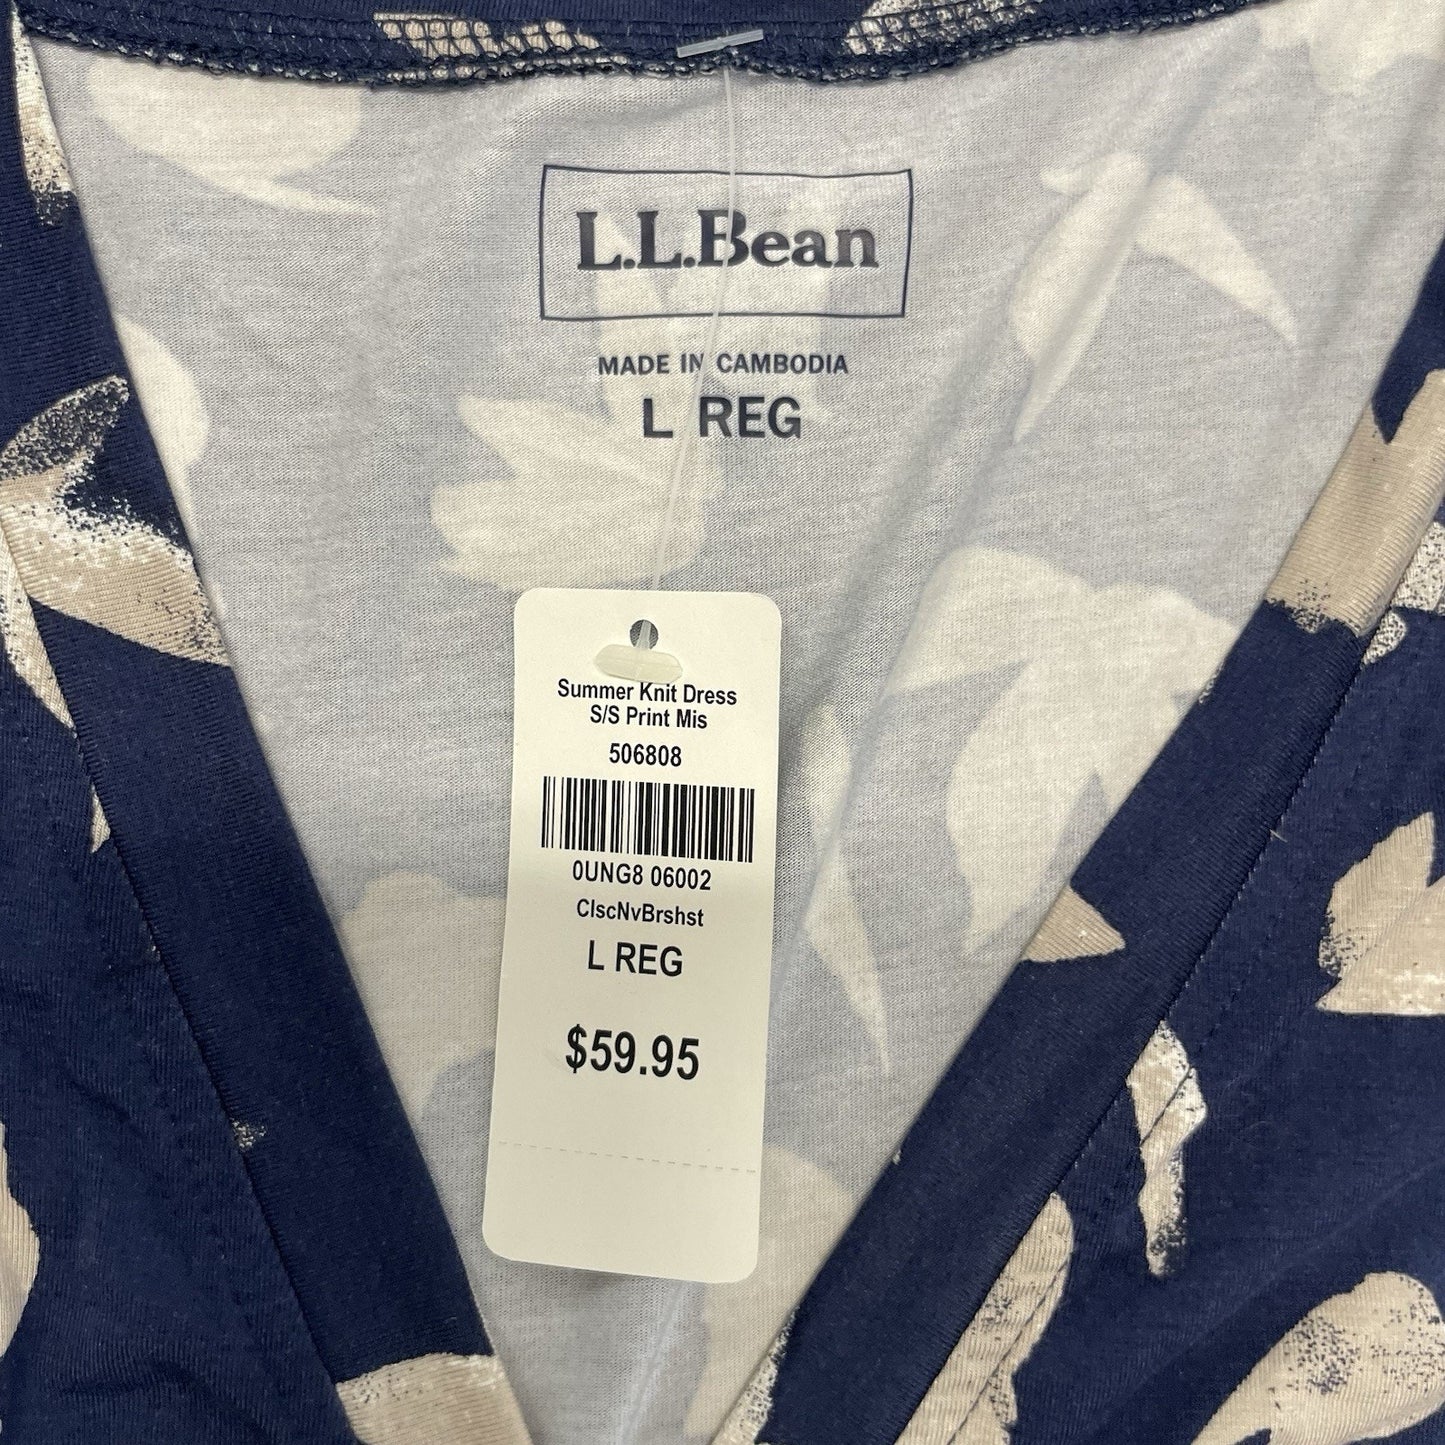 L.L.Bean
MADE IN CAMBODIA
L REG
Summer Knit Dress
S/S Print Mis
506808
0UNG8 06002
ClscNvBrshst
L REG
$59.95